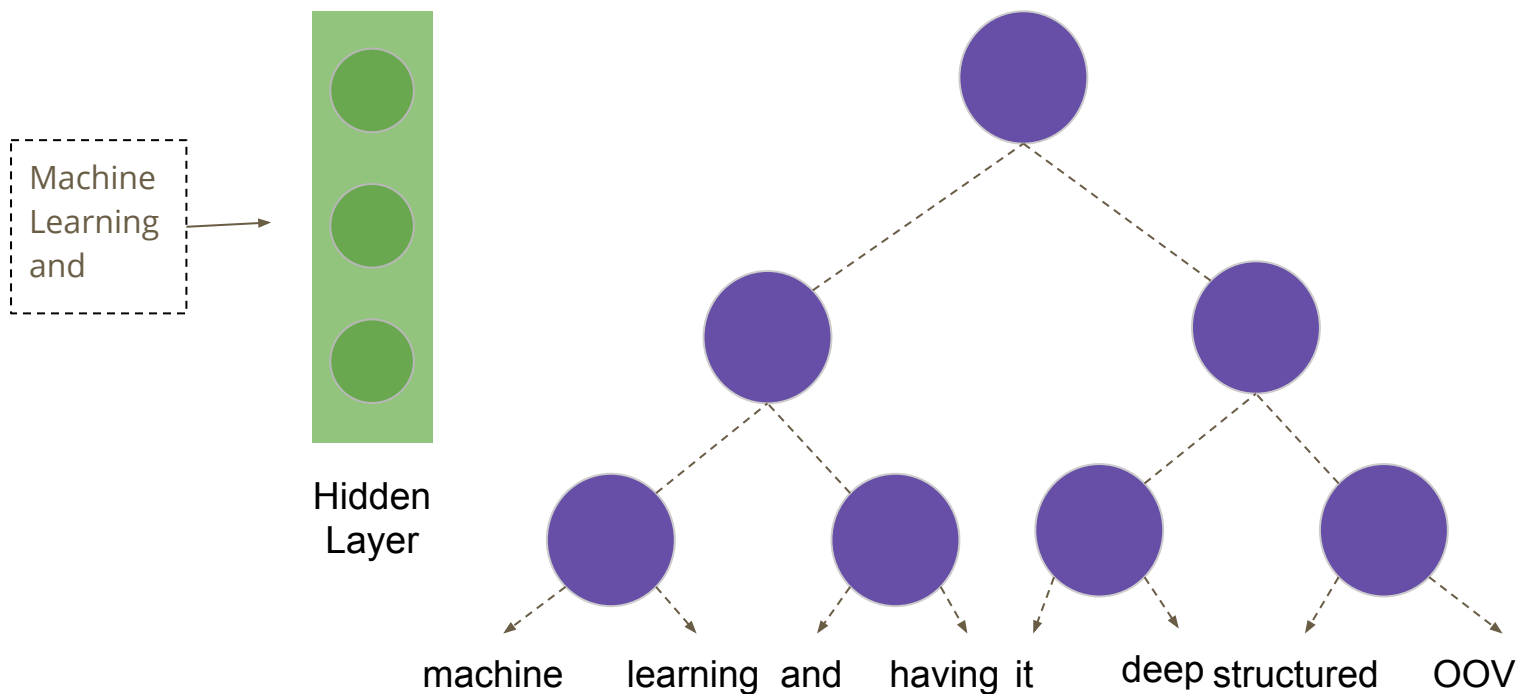 Machine
Learning
and
Hidden
Layer
machine learning and having it deep structured OOV